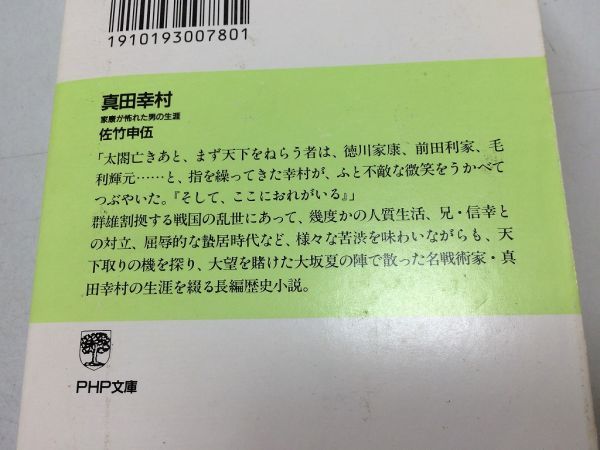 1910193007801
真田幸村
家康が怖れた男の生涯
佐竹申伍
「太閤亡きあと、まず天下をねらう者は、徳川家康、前田利家、毛
利輝元……と、指を繰ってきた幸村が、ふと不敵な微笑をうかべて
つぶやいた。『そして、ここにおれがいる』」
群雄割拠する戦国の乱世にあって、幾度かの人質生活、兄・信幸と
の対立、屈辱的な蟄居時代など、様々な苦渋を味わいながらも、天
下取りの機を探り、大望を賭けた大坂夏の陣で散った名戦術家・真
田幸村の生涯を綴る長編歴史小説。
PHP文庫